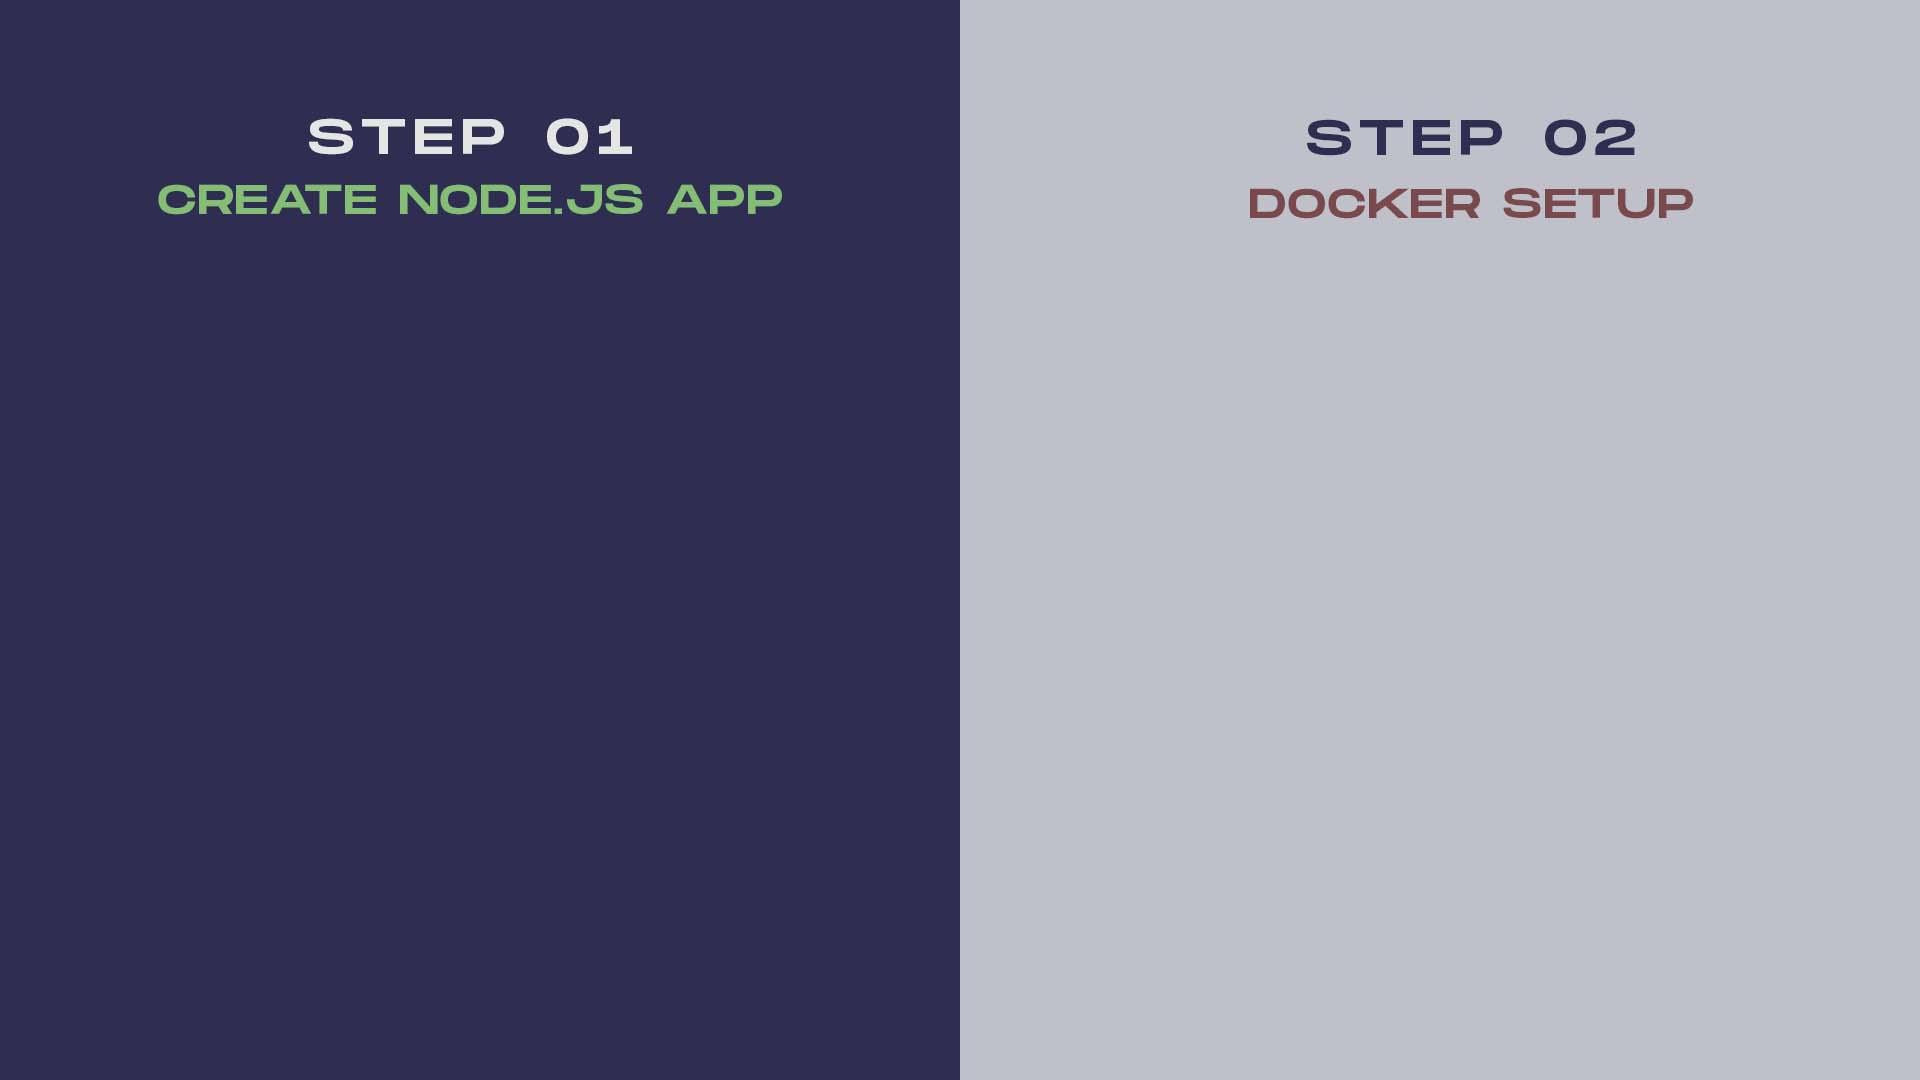 STEP 01
CREATE NODE.JS APP
STEP 02
DOCKER SETUP